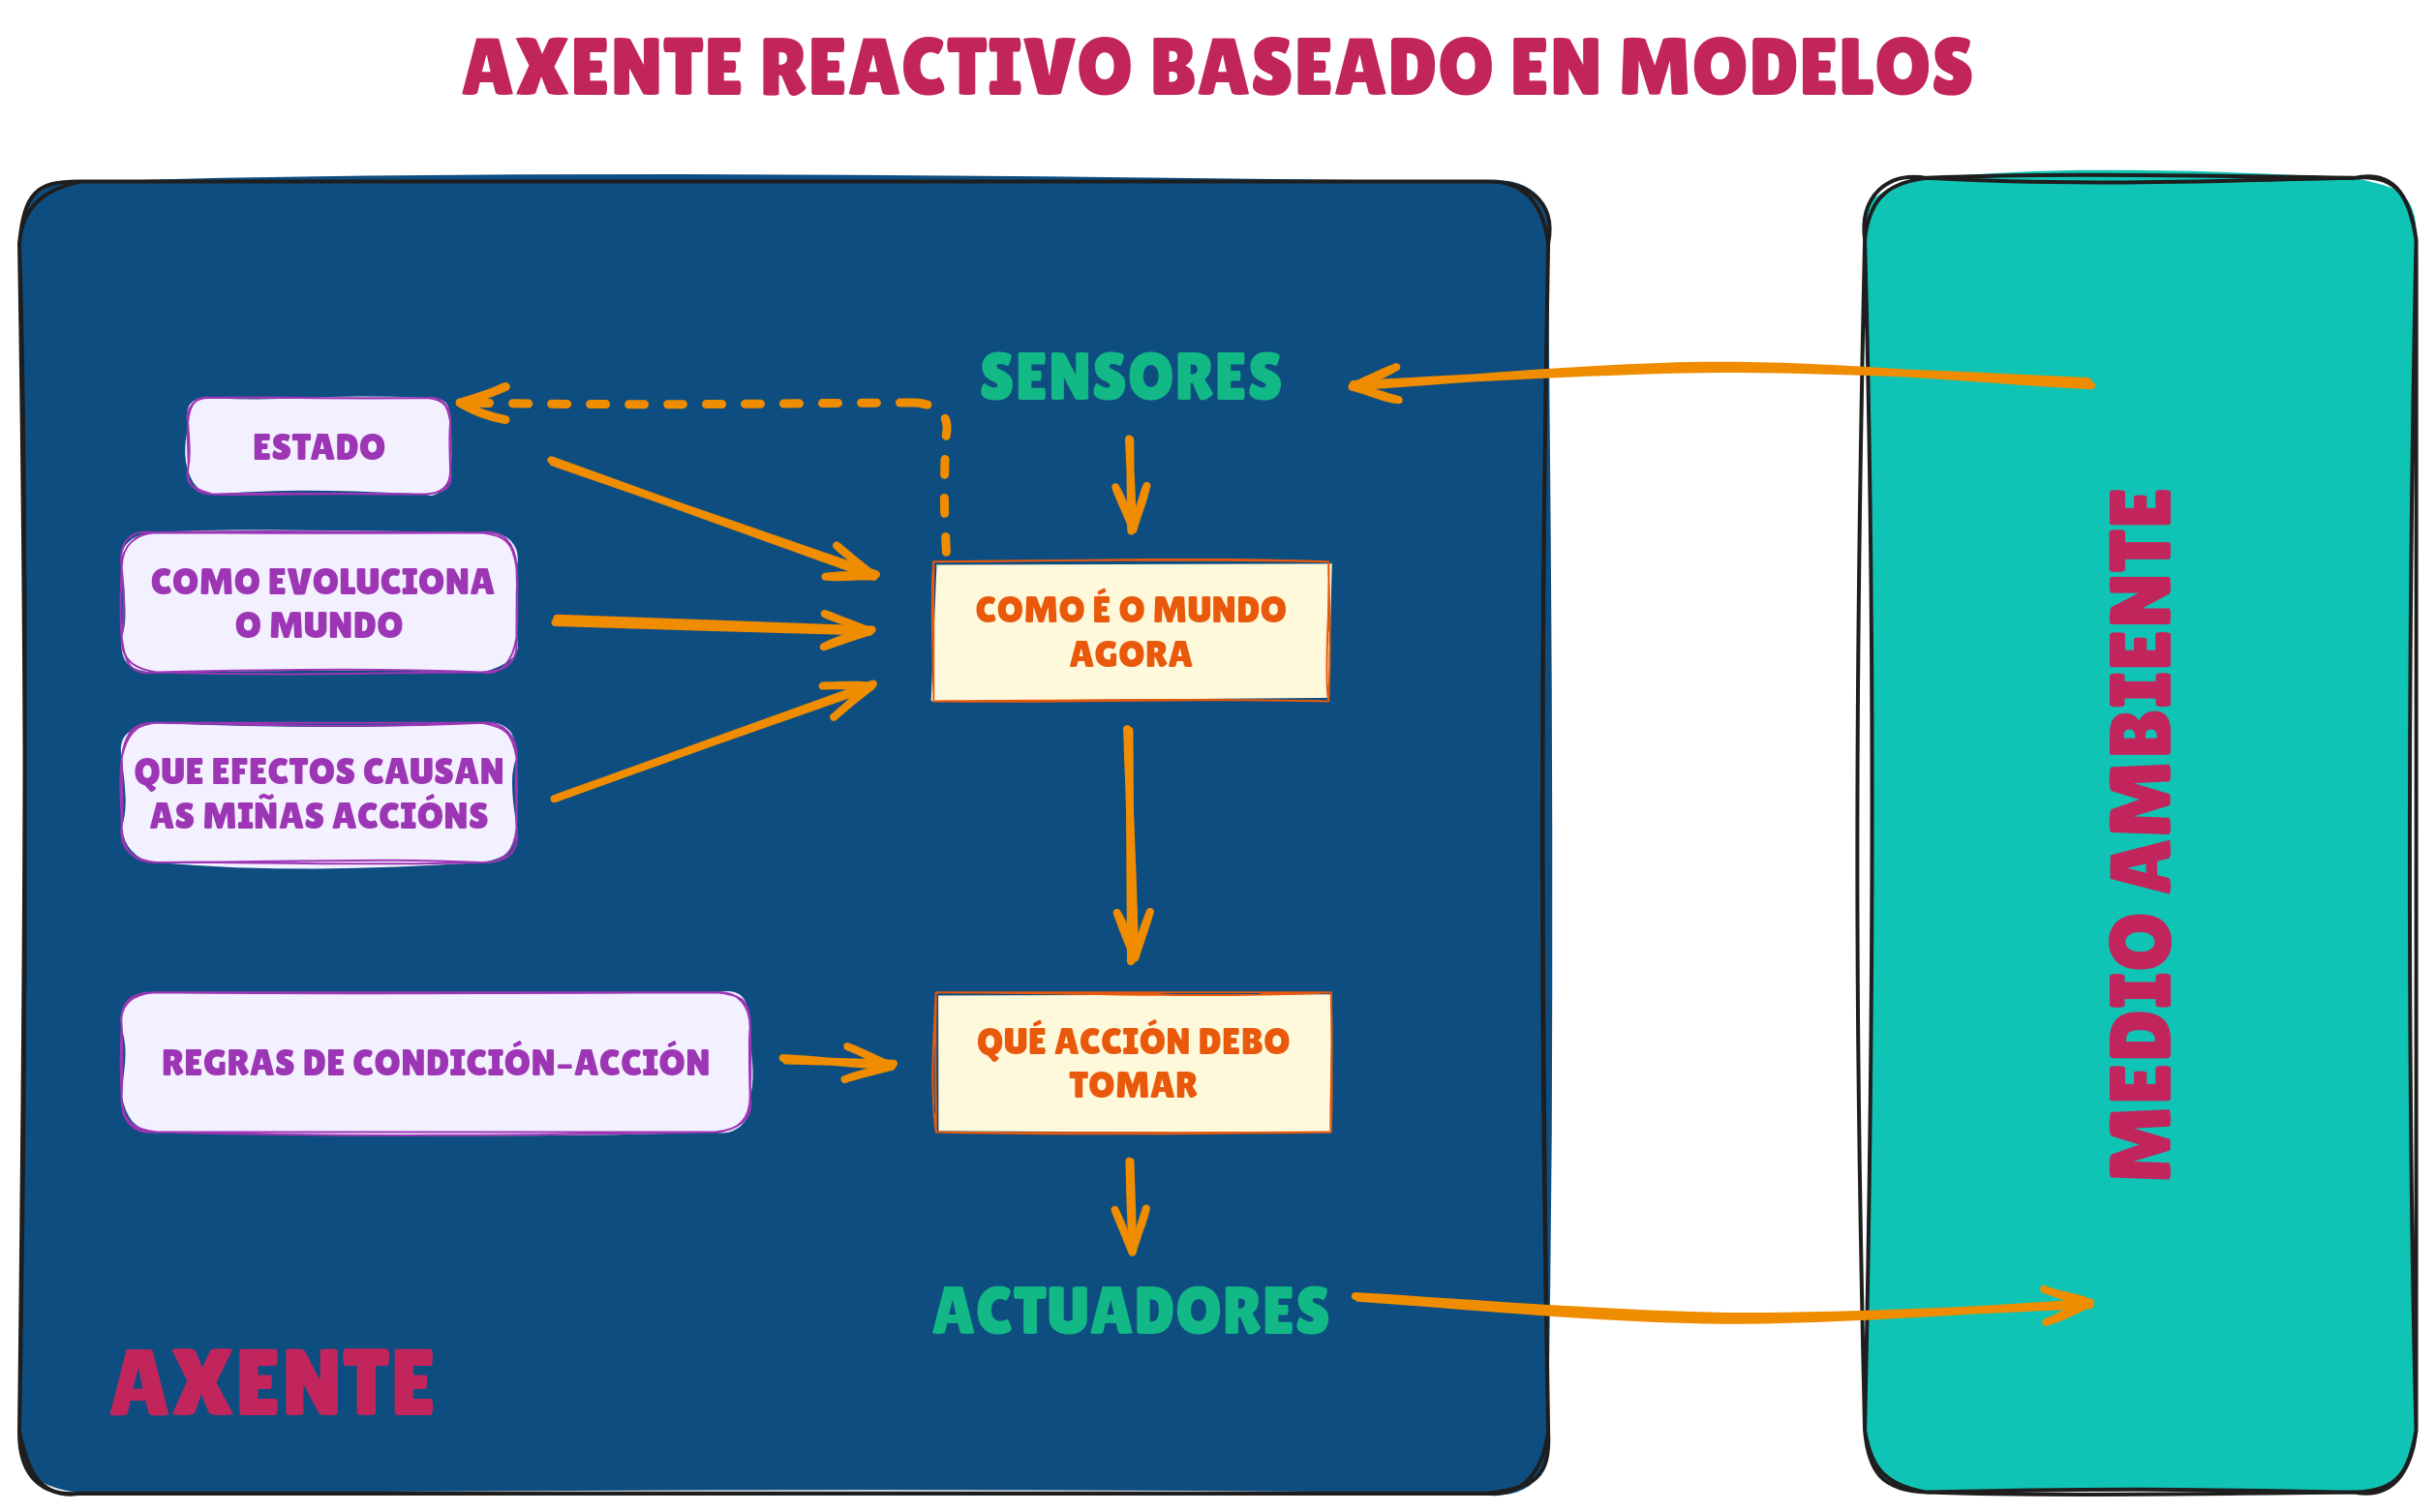 AXENTE REACTIVO BASEADO EN MODELOS
SENSORES
ESTADO
COMO EVOLUCIONA
O MUNDO
COMO É O MUNDO
AGORA
QUE EFECTOS CAUSAN
AS MIÑAS ACCIÓNS
REGRAS DE CONDICIÓN-ACCIÓN
QUÉ ACCIÓN DEBO
TOMAR
ACTUADORES
AXENTE
MEDIO AMBIENTE